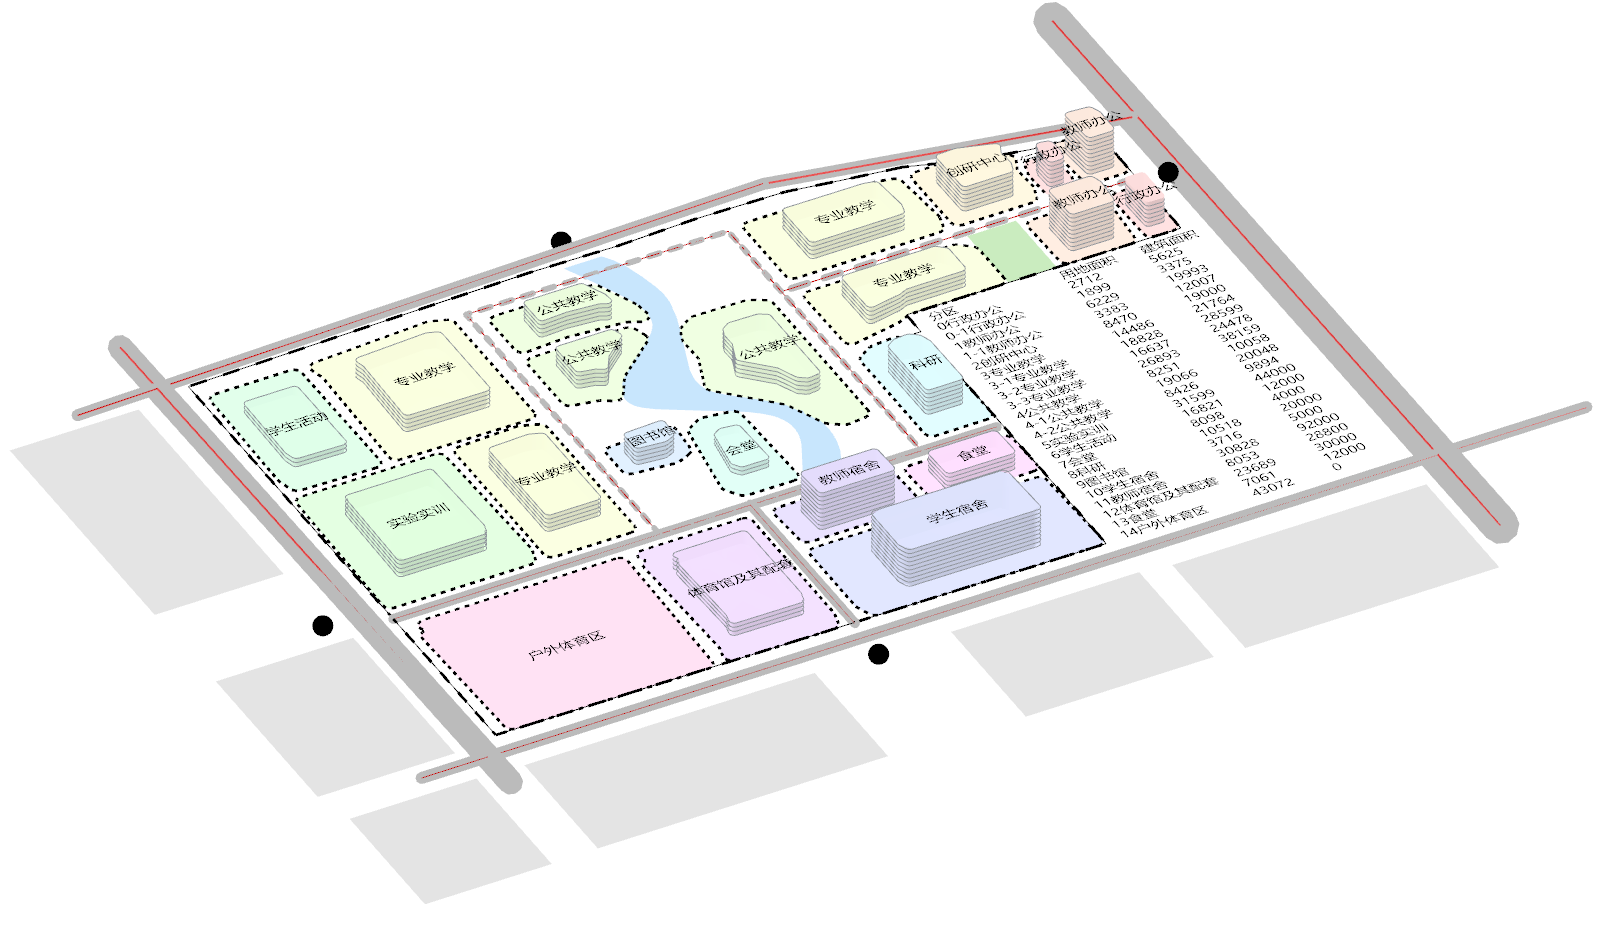 教师办公
行政办公
创研中心
教师办公
行政办公
专业教学
专业教学
公共教学
公共教学
公共教学
科研
专业教学
学生活动
图书馆
会堂
食堂
教师宿舍
专业教学
实验实训
学生宿舍
体育馆及其配套
户外体育区
分区 用地面积 建筑面积
0行政办公 2712 5625
0-1行政办公 1899 3375
1教师办公 6229 19993
1-1教师办公 3383 12007
2创研中心 8470 19000
3专业教学 14486 21764
3-1专业教学 18828 28599
3-2专业教学 16637 24478
3-3专业教学 26893 38159
4公共教学 8251 10058
4-1公共教学 19066 20048
4-2公共教学 8426 9894
5实验实训 31599 44000
6学生活动 16821 12000
7会堂 8098 4000
8科研 10518 20000
9图书馆 3716 5000
10学生宿舍 30828 92000
11教师宿舍 8053 28800
12体育馆及其配套 23689 30000
13食堂 7061 12000
14户外体育区 43072 0